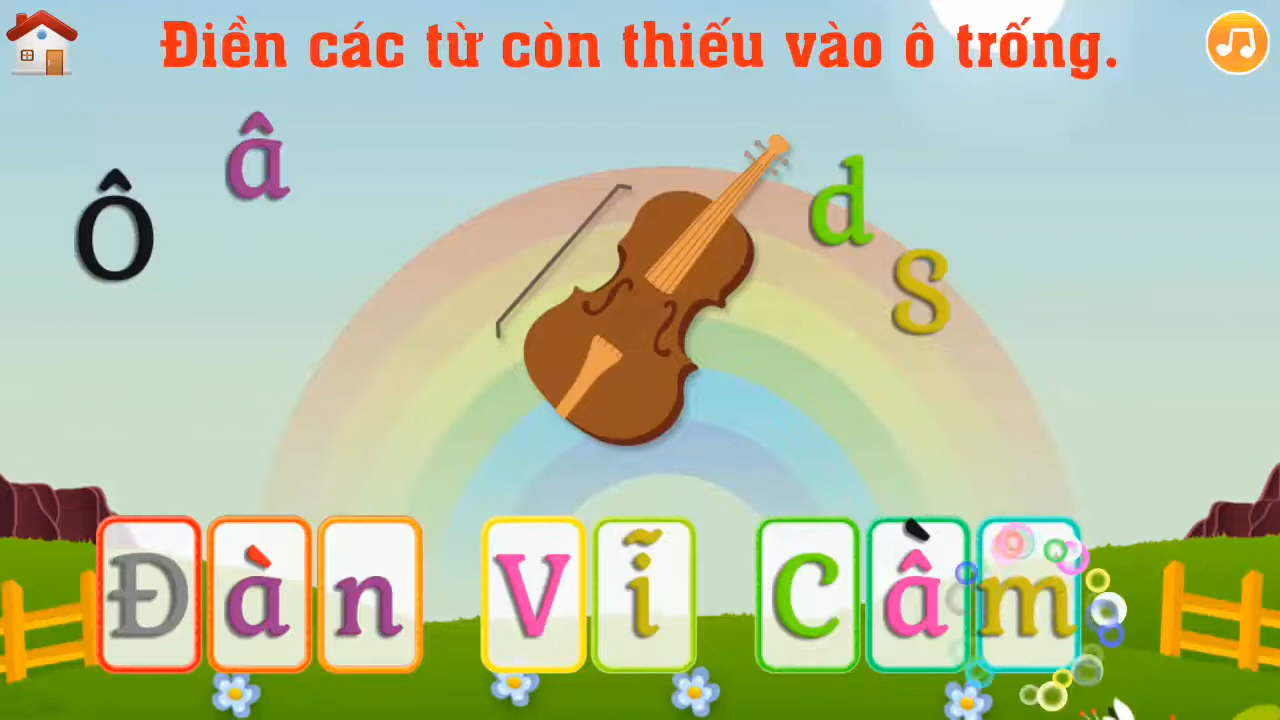 Điền các từ còn thiếu vào ô trống.
â
Ô
d
S
Đàn Vĩ Cầm